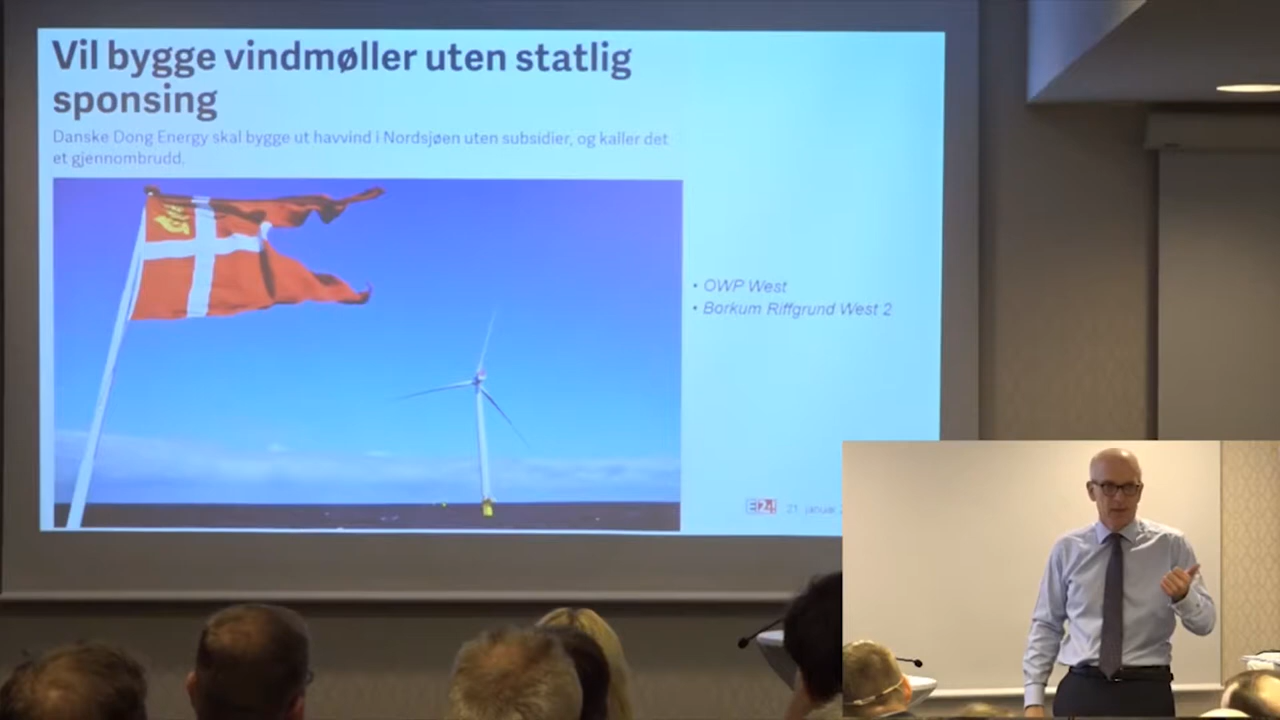 Vil bygge vindmøller uten statlig
sponsing
Danske Dong Energy skal bygge ut havvind i Nordsjøen uten subsidier, og kaller det
et gjennombrudd.
• OWP West
• Borkum Riffgrund West 2
E24 21. januar